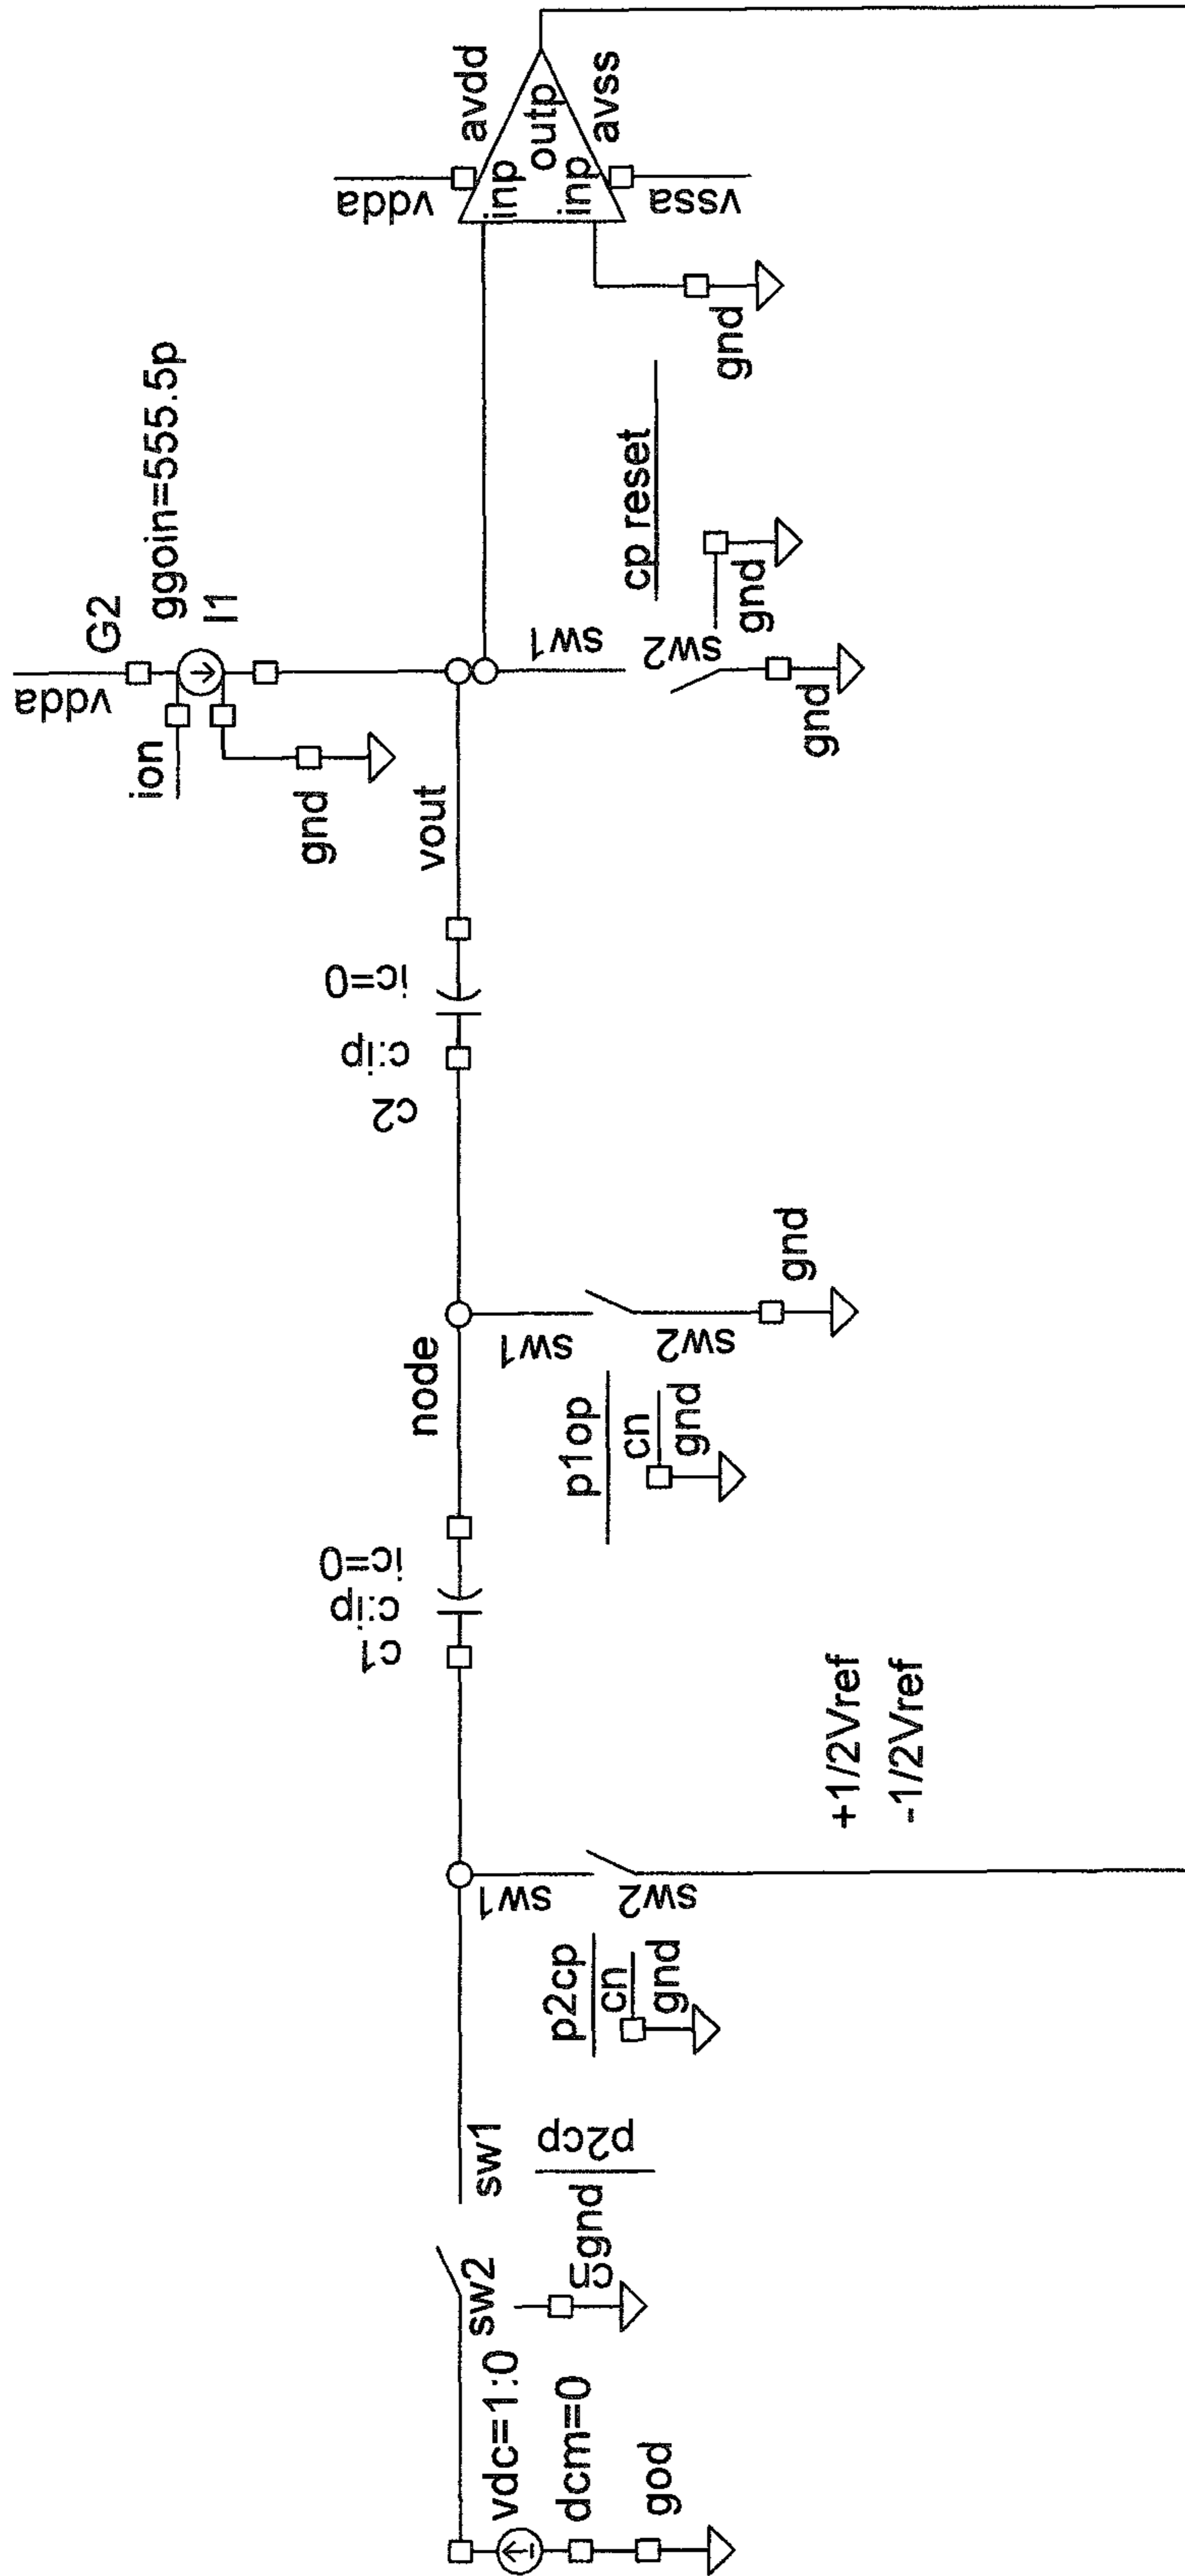 vdda
G2
ggoin=555.5p
I1
ion
gnd
vdda
avdd
inp
outp
inp
avss
vssa
gnd
vout
ic=0
c:ip
c2
sw1
cp reset
sw2
gnd
gnd
node
sw1
sw2
gnd
p1op
cn
gnd
ic=0
c:ip
c1
sw1
sw2
+1/2Vref
-1/2Vref
p2cp
cn
gnd
sw1
p2cp
gnd
cn
sw2
vdc=1:0
dcm=0
god